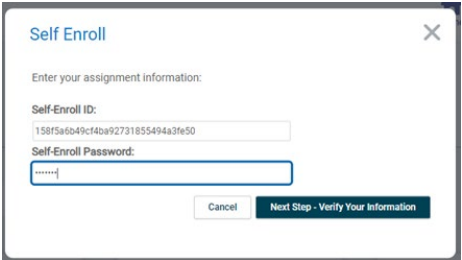 Self Enroll
Enter your assignment information:
Self-Enroll ID:
158f5a6b49cf4ba92731855494a3fe50
Self-Enroll Password:
•••••••
Cancel
Next Step - Verify Your Information